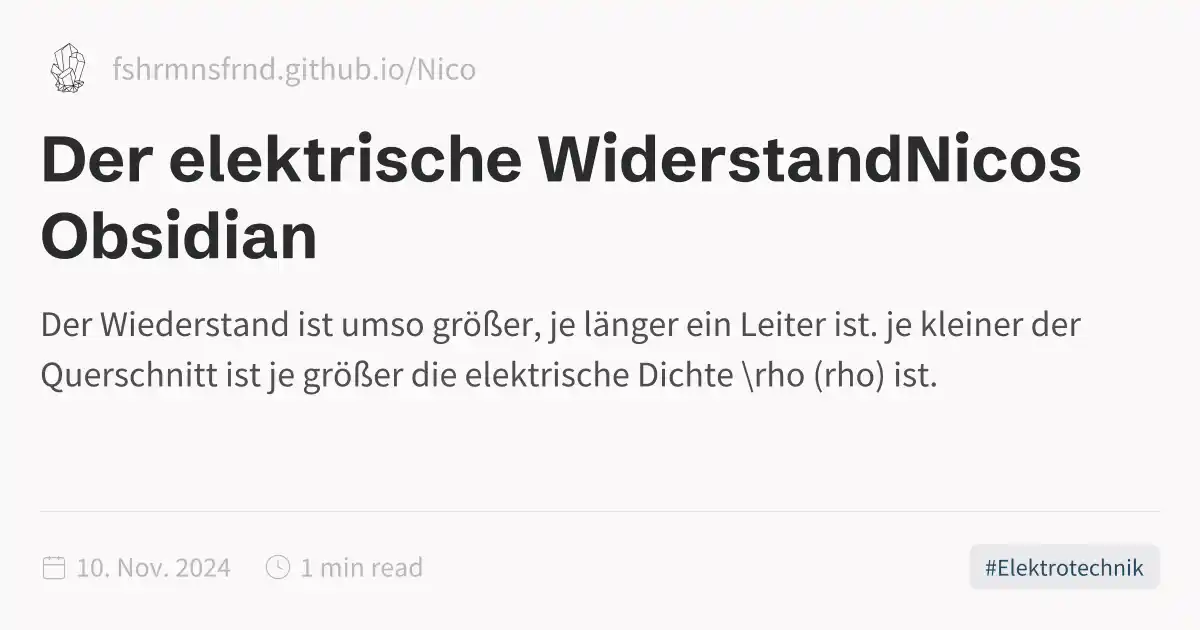 fshrmnsfrnd.github.io/Nico
Der elektrische WiderstandNicos
Obsidian
Der Wiederstand ist umso größer, je länger ein Leiter ist. je kleiner der
Querschnitt ist je größer die elektrische Dichte \rho (rho) ist.
10. Nov. 2024
1 min read
#Elektrotechnik